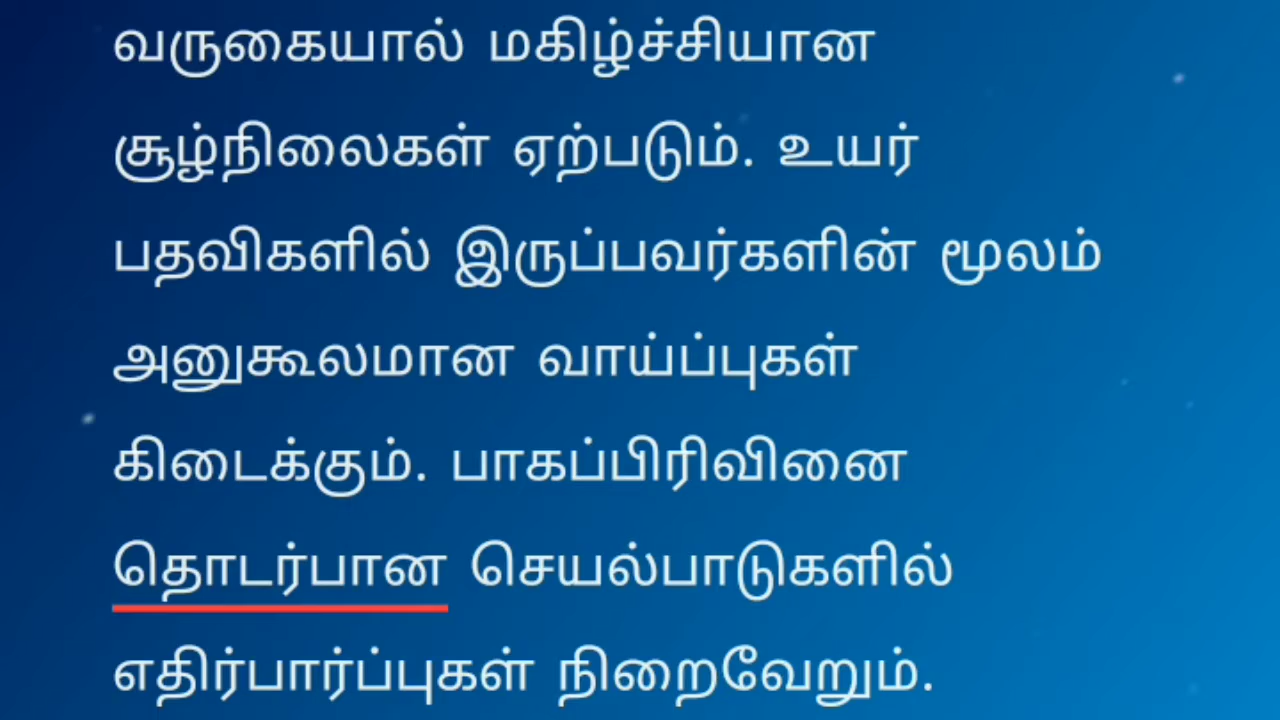 வருகையால் மகிழ்ச்சியான
சூழ்நிலைகள் ஏற்படும். உயர்
பதவிகளில் இருப்பவர்களின் மூலம்
அனுகூலமான வாய்ப்புகள்
கிடைக்கும். பாகப்பிரிவினை
தொடர்பான செயல்பாடுகளில்
எதிர்பார்ப்புகள் நிறைவேறும்.